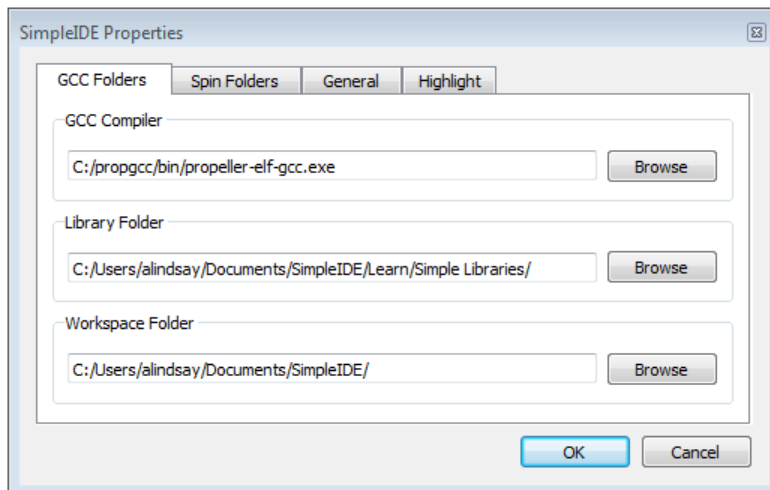 SimpleIDE Properties
GCC Folders Spin Folders General Highlight
GCC Compiler
C:/propgcc/bin/propeller-elf-gcc.exe Browse
Library Folder
C:/Users/alindsay/Documents/SimpleIDE/Learn/Simple Libraries/ Browse
Workspace Folder
C:/Users/alindsay/Documents/SimpleIDE/ Browse
OK Cancel